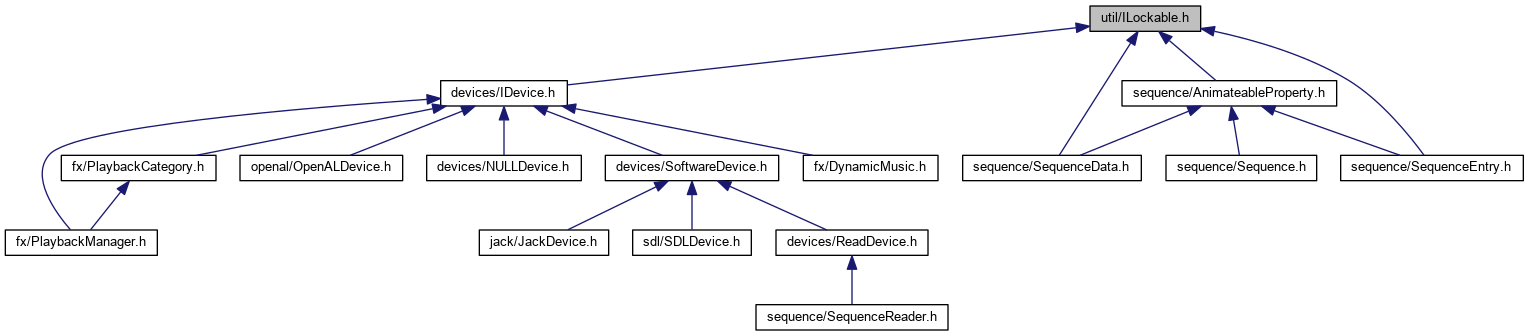 util/ILockable.h
devices/IDevice.h
sequence/AnimateableProperty.h
fx/PlaybackCategory.h
openal/OpenALDevice.h
devices/NULLDevice.h
devices/SoftwareDevice.h
fx/DynamicMusic.h
sequence/SequenceData.h
sequence/Sequence.h
sequence/SequenceEntry.h
fx/PlaybackManager.h
jack/JackDevice.h
sdl/SDLDevice.h
devices/ReadDevice.h
sequence/SequenceReader.h